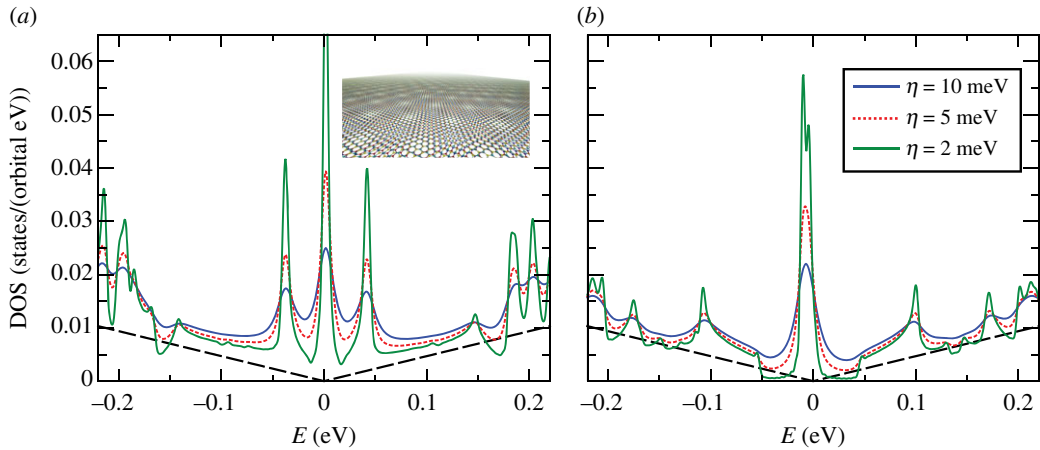 (a)
(b)
0.06
0.05
0.04
0.03
0.02
0.01
0
DOS (states/(orbital eV))
−0.2 −0.1 0 0.1 0.2
E (eV)
η = 10 meV
η = 5 meV
η = 2 meV
−0.2 −0.1 0 0.1 0.2
E (eV)